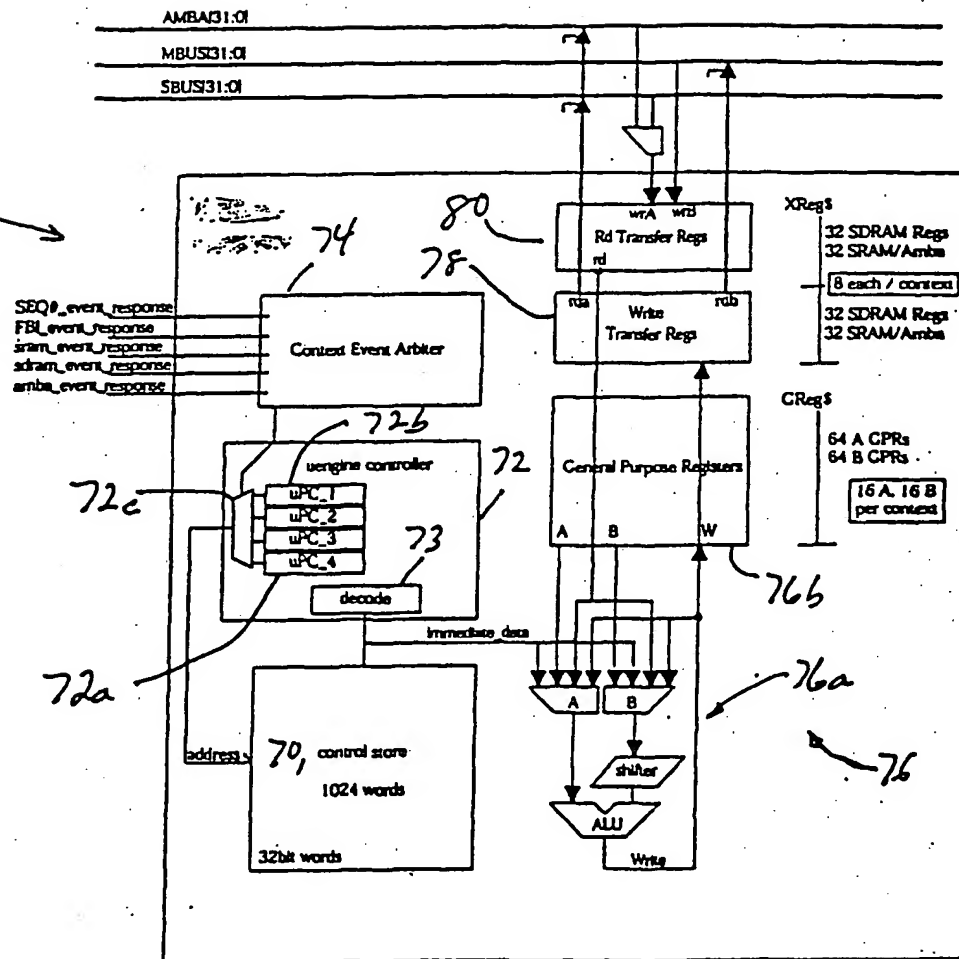 AMBA[31:0]
MBUS[31:0]
SBUS[31:0]
80
wrA wrB
Rd Transfer Regs
rd
XRegs
32 SDRAM Regs
32 SRAM/Amba
8 each / context
32 SDRAM Regs
32 SRAM/Amba
74
78
rda rdb
Write
Transfer Regs
SEQ#_event_response
FBI_event_response
sram_event_response
sdram_event_response
amba_event_response
Context Event Arbiter
72b
uengine controller
72
72c
uPC_1
uPC_2
uPC_3
uPC_4
73
decode
72a
GRegs
64 A GPRs
64 B GPRs
16 A, 16 B
per context
General Purpose Registers
A B W
76b
immediate_data
A B
76a
76
shifter
ALU
Write
address
70, control store
1024 words
32bit words